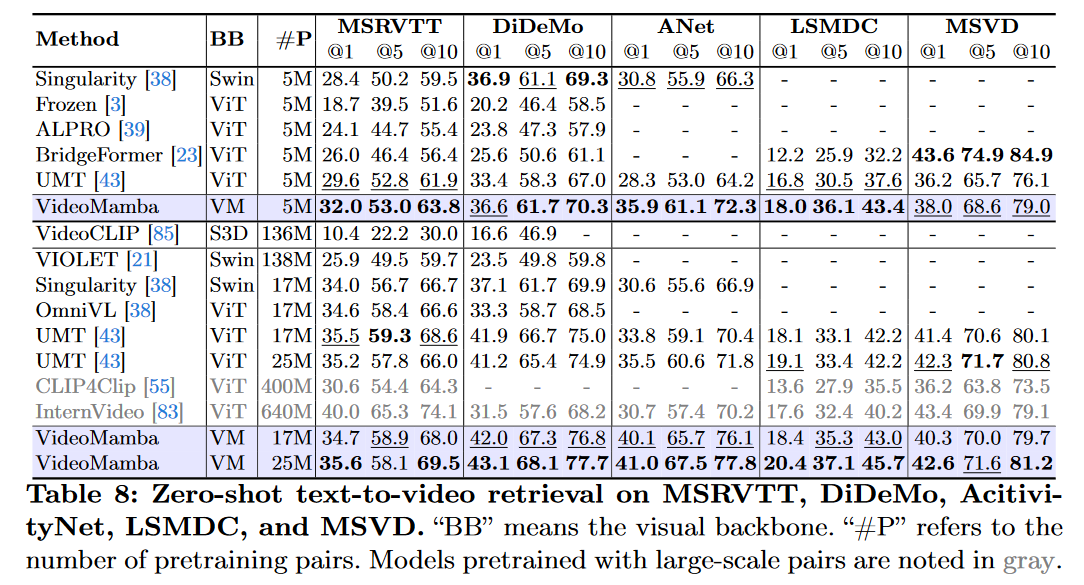 Method BB #P MSRVTT DiDeMo ANet LSMDC MSVD
@1 @5 @10 @1 @5 @10 @1 @5 @10 @1 @5 @10 @1 @5 @10
Singularity [38] Swin 5M 28.4 50.2 59.5 36.9 61.1 69.3 30.8 55.9 66.3 - - - - - -
Frozen [3] ViT 5M 18.7 39.5 51.6 20.2 46.4 58.5 - - - - - - - - -
ALPRO [39] ViT 5M 24.1 44.7 55.4 23.8 47.3 57.9 - - - - - - - - -
BridgeFormer [23] ViT 5M 26.0 46.4 56.4 25.6 50.6 61.1 - - - 12.2 25.9 32.2 43.6 74.9 84.9
UMT [43] ViT 5M 29.6 52.8 61.9 33.4 58.3 67.0 28.3 53.0 64.2 16.8 30.5 37.6 36.2 65.7 76.1
VideoMamba VM 5M 32.0 53.0 63.8 36.6 61.7 70.3 35.9 61.1 72.3 18.0 36.1 43.4 38.0 68.6 79.0
VideoCLIP [85] S3D 136M 10.4 22.2 30.0 16.6 46.9 - - - - - - - - - -
VIOLET [21] Swin 138M 25.9 49.5 59.7 23.5 49.8 59.8 - - - - - - - - -
Singularity [38] Swin 17M 34.0 56.7 66.7 37.1 61.7 69.9 30.6 55.6 66.9 - - - - - -
OmniVL [38] ViT 17M 34.6 58.4 66.6 33.3 58.7 68.5 - - - - - - - - -
UMT [43] ViT 17M 35.5 59.3 68.6 41.9 66.7 75.0 33.8 59.1 70.4 18.1 33.1 42.2 41.4 70.6 80.1
UMT [43] ViT 25M 35.2 57.8 66.0 41.2 65.4 74.9 35.5 60.6 71.8 19.1 33.4 42.2 42.3 71.7 80.8
CLIP4Clip [55] ViT 400M 30.6 54.4 64.3 - - - - - - 13.6 27.9 35.5 36.2 63.8 73.5
InternVideo [83] ViT 640M 40.0 65.3 74.1 31.5 57.6 68.2 30.7 57.4 70.2 17.6 32.4 40.2 43.4 69.9 79.1
VideoMamba VM 17M 34.7 58.9 68.0 42.0 67.3 76.8 40.1 65.7 76.1 18.4 35.3 43.0 40.3 70.0 79.7
VideoMamba VM 25M 35.6 58.1 69.5 43.1 68.1 77.7 41.0 67.5 77.8 20.4 37.1 45.7 42.6 71.6 81.2
Table 8: Zero-shot text-to-video retrieval on MSRVTT, DiDeMo, Acitivi-
tyNet, LSMDC, and MSVD. “BB” means the visual backbone. “#P” refers to the
number of pretraining pairs. Models pretrained with large-scale pairs are noted in gray.